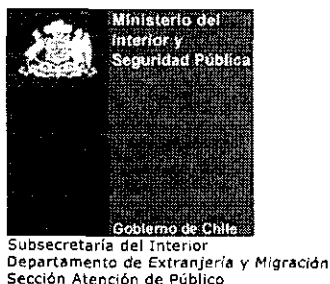 Ministerio del
Interior y
Seguridad Pública
Gobierno de Chile
Subsecretaría del Interior
Departamento de Extranjería y Migración
Sección Atención de Público